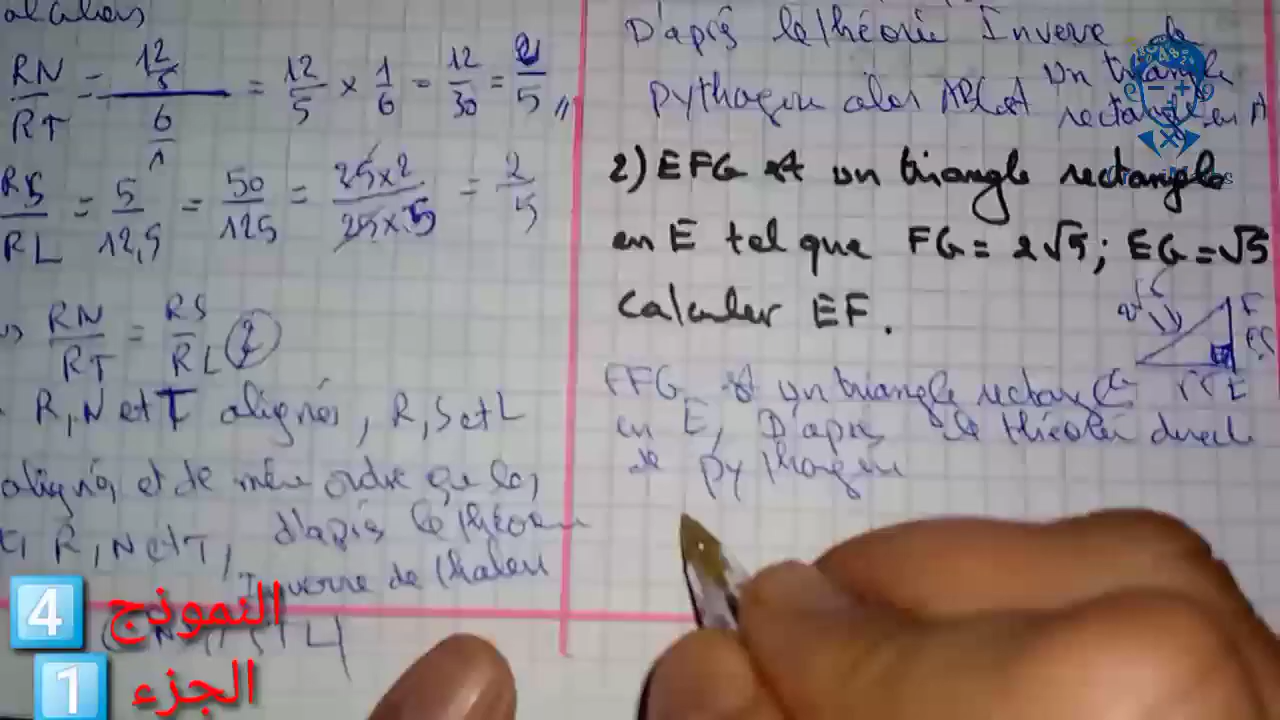 RN/RT = (12/5)/(6/1) = 12/5 × 1/6 = 12/30 = 2/5 //
RS/RL = 5/12,5 = 50/125 = 25×2/25×5 = 2/5
RN/RT = RS/RL 2
R, N et T alignés, R, S et L
alignés et de même ordre que les
R, N et T, d'après le théorème
Inverse de Thalès
D'après le théorème Inverse de
pythagore alors ABC est un triangle
rectangle en A
2) EFG est un triangle rectangle
en E tel que FG = 2√5; EG = √5
Calculer EF.
2√5
F
E
EFG est un triangle rectangle
en E, D'après le théorème directe
de pythagore
4 النموذج
1 الجزء